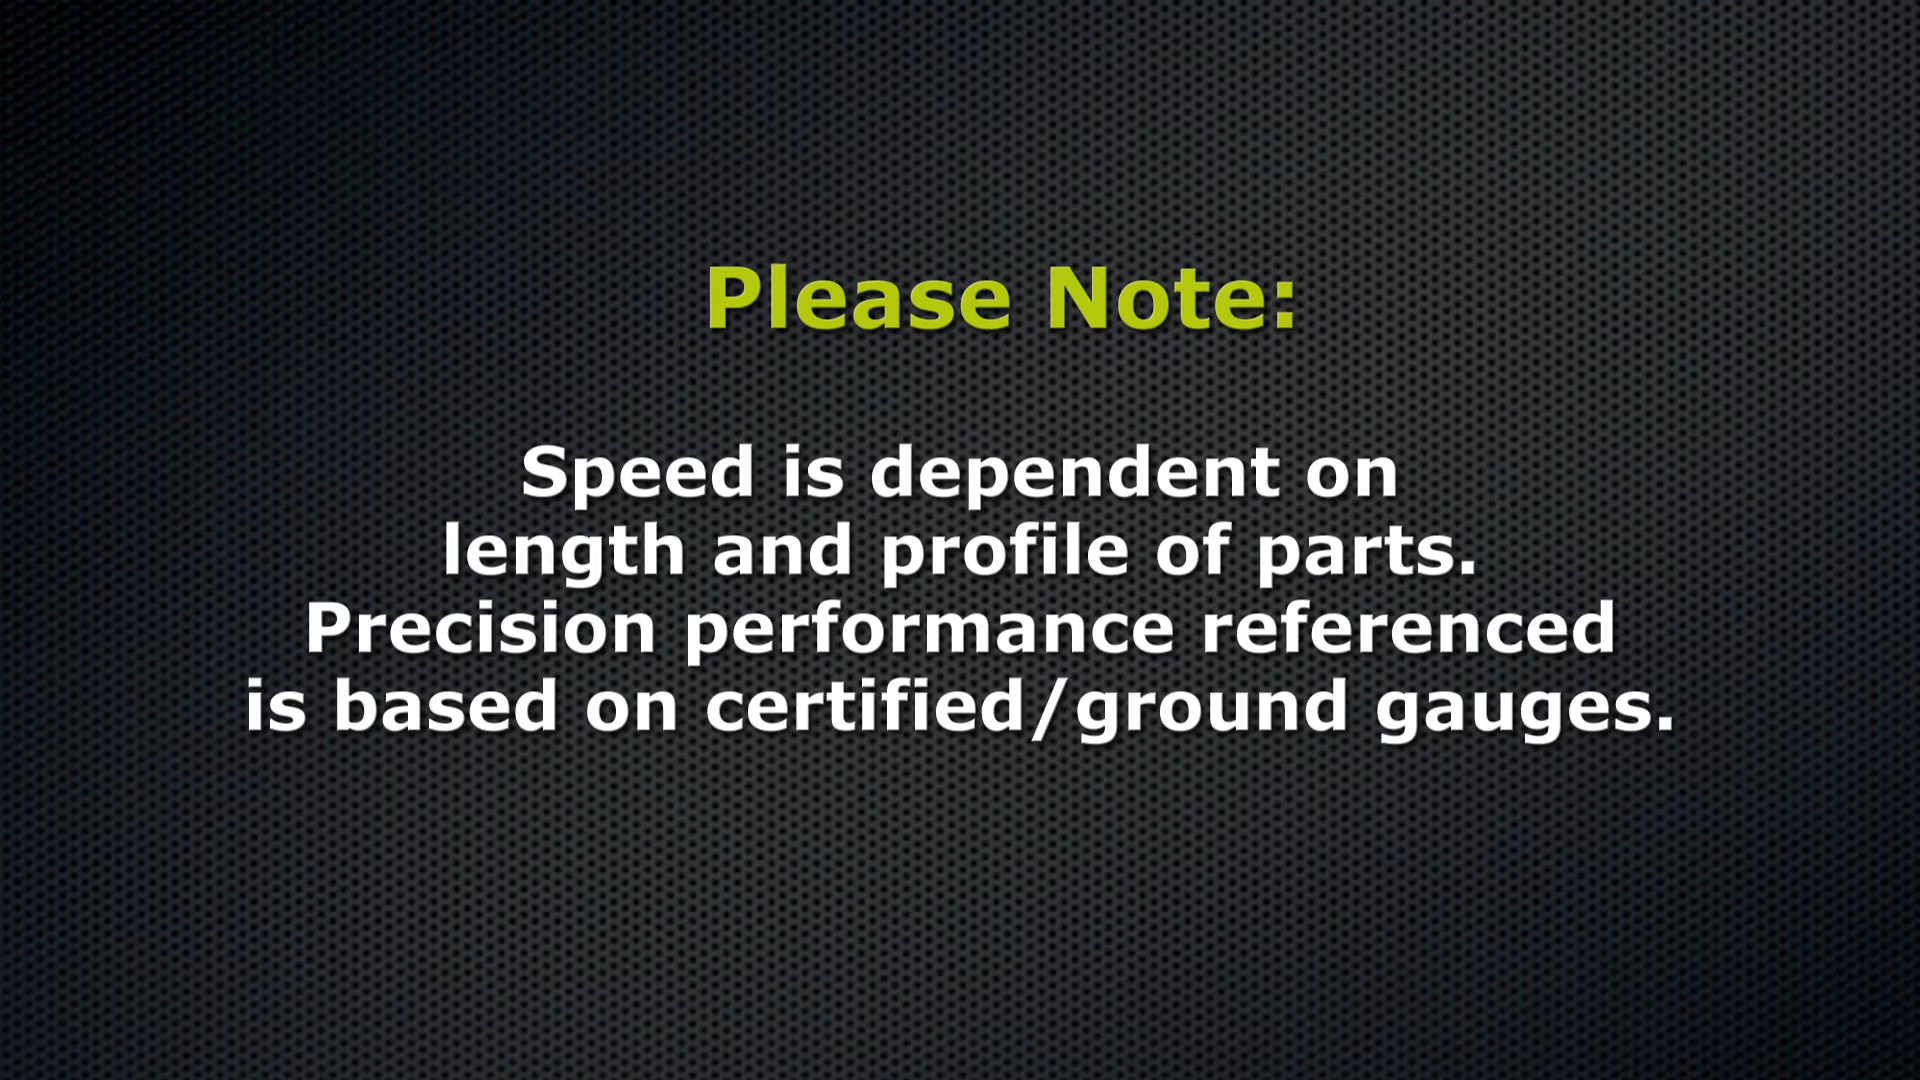 Please Note:
Speed is dependent on
length and profile of parts.
Precision performance referenced
is based on certified/ground gauges.